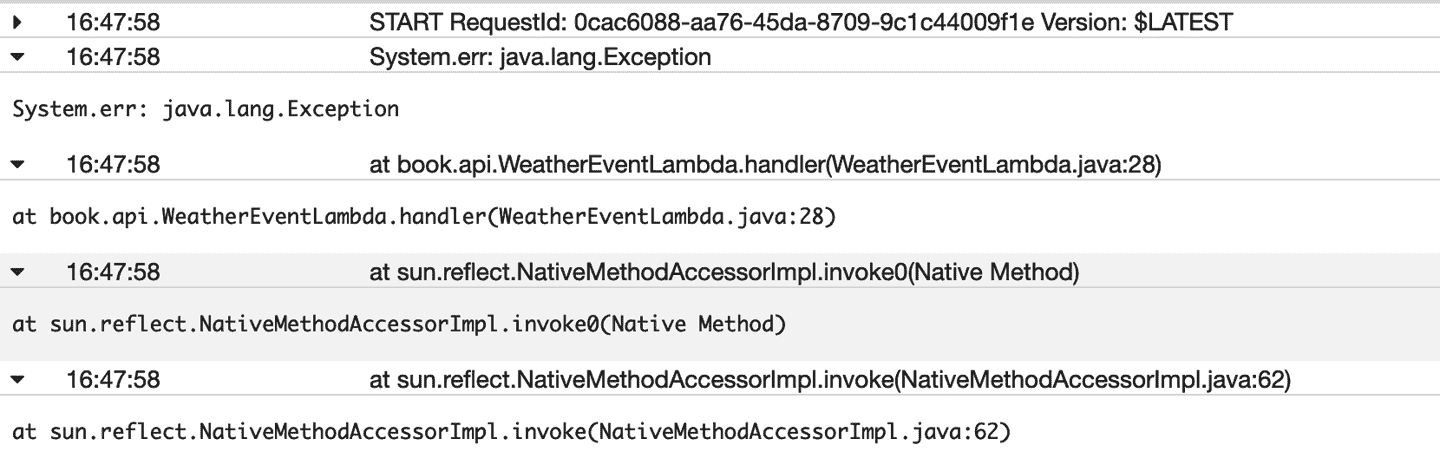 16:47:58 START RequestId: 0cac6088-aa76-45da-8709-9c1c44009f1e Version: $LATEST
16:47:58 System.err: java.lang.Exception
System.err: java.lang.Exception
16:47:58 at book.api.WeatherEventLambda.handler(WeatherEventLambda.java:28)
at book.api.WeatherEventLambda.handler(WeatherEventLambda.java:28)
16:47:58 at sun.reflect.NativeMethodAccessorImpl.invoke0(Native Method)
at sun.reflect.NativeMethodAccessorImpl.invoke0(Native Method)
16:47:58 at sun.reflect.NativeMethodAccessorImpl.invoke(NativeMethodAccessorImpl.java:62)
at sun.reflect.NativeMethodAccessorImpl.invoke(NativeMethodAccessorImpl.java:62)